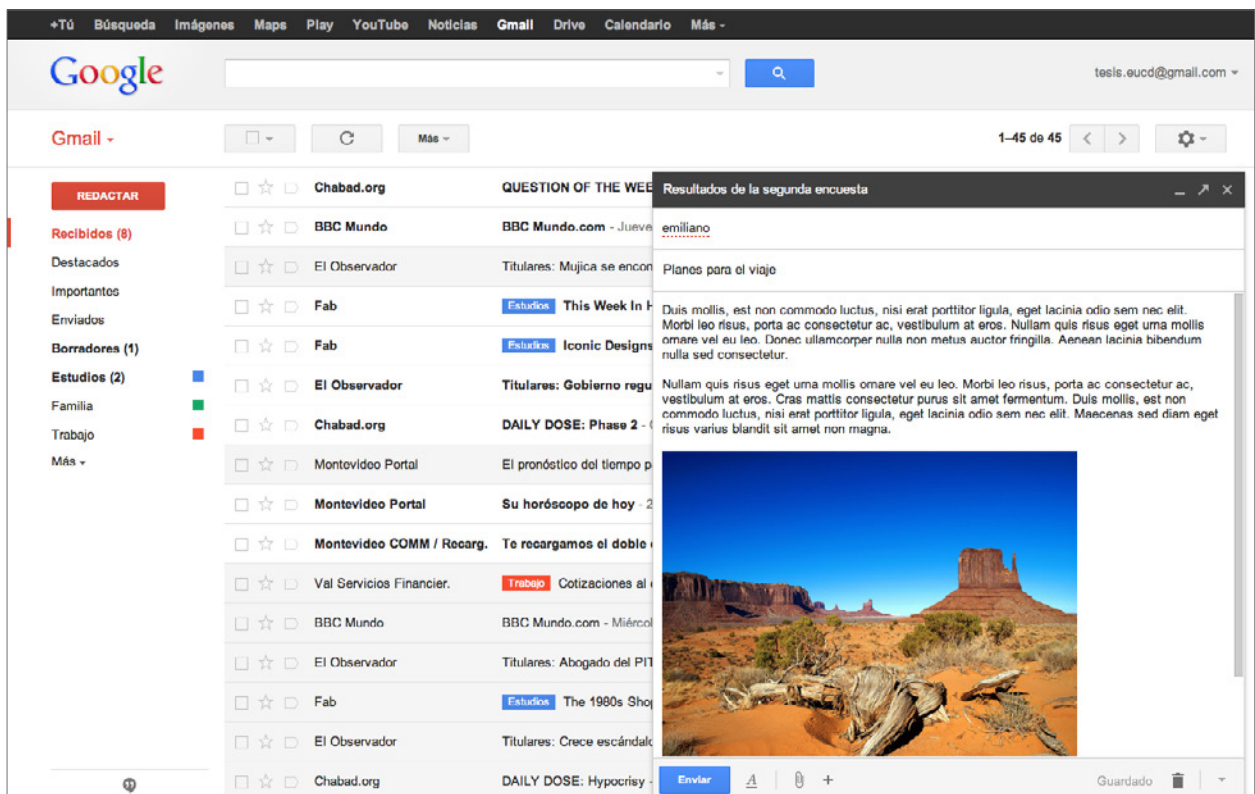 +Tú Búsqueda Imágenes Maps Play YouTube Noticias Gmail Drive Calendario Más
Google
tesis.eucd@gmail.com
Gmail
Más
1–45 de 45
REDACTAR
Recibidos (8)
Destacados
Importantes
Enviados
Borradores (1)
Estudios (2)
Familia
Trabajo
Más
Chabad.org QUESTION OF THE WEE
BBC Mundo BBC Mundo.com - Jueve
El Observador Titulares: Mujica se encon
Fab Estudios This Week In H
Fab Estudios Iconic Designs
El Observador Titulares: Gobierno regu
Chabad.org DAILY DOSE: Phase 2 -
Montevideo Portal El pronóstico del tiempo p
Montevideo Portal Su horóscopo de hoy - 2
Montevideo COMM / Recarg. Te recargamos el doble
Val Servicios Financier. Trabajo Cotizaciones al
BBC Mundo BBC Mundo.com - Miércol
El Observador Titulares: Abogado del PIT
Fab Estudios The 1980s Sho
El Observador Titulares: Crece escándalo
Chabad.org DAILY DOSE: Hypocrisy -
Resultados de la segunda encuesta
emiliano
Planes para el viaje
Duis mollis, est non commodo luctus, nisi erat porttitor ligula, eget lacinia odio sem nec elit.
Morbi leo risus, porta ac consectetur ac, vestibulum at eros. Nullam quis risus eget urna mollis
ornare vel eu leo. Donec ullamcorper nulla non metus auctor fringilla. Aenean lacinia bibendum
nulla sed consectetur.
Nullam quis risus eget urna mollis ornare vel eu leo. Morbi leo risus, porta ac consectetur ac,
vestibulum at eros. Cras mattis consectetur purus sit amet fermentum. Duis mollis, est non
commodo luctus, nisi erat porttitor ligula, eget lacinia odio sem nec elit. Maecenas sed diam eget
risus varius blandit sit amet non magna.
Enviar A Guardado